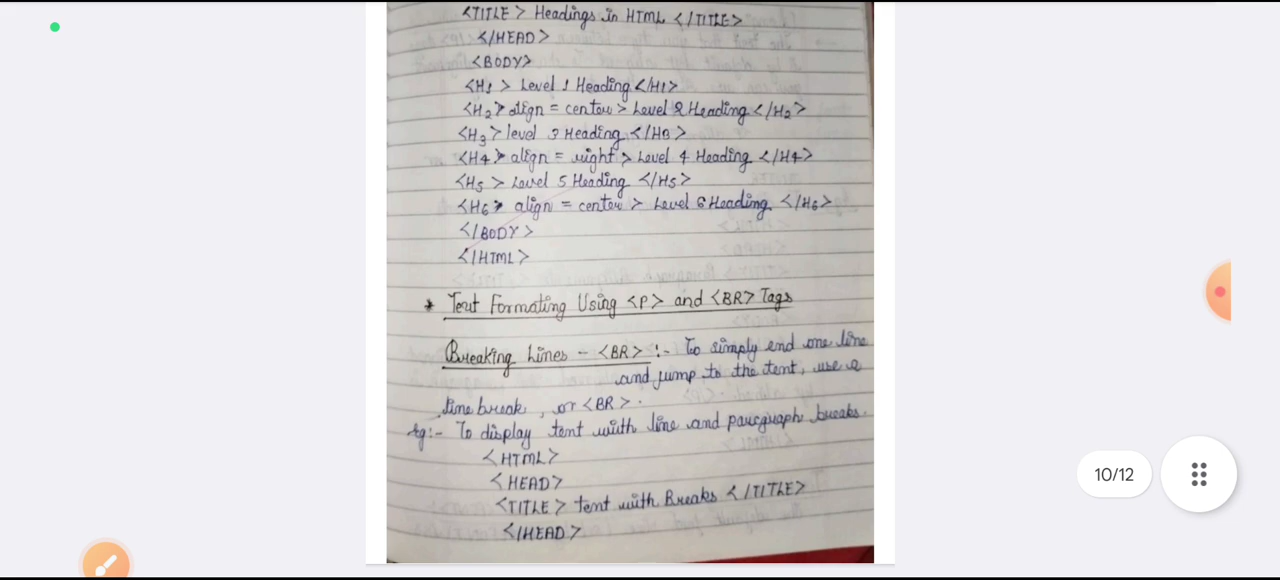 <TITLE> Headings in HTML </TITLE>
</HEAD>
<BODY>
<H1> Level 1 Heading </H1>
<H2> align = center > Level 2 Heading </H2>
<H3> level 3 Heading </H3>
<H4> align = right > Level 4 Heading </H4>
<H5> Level 5 Heading </H5>
<H6> align = center > Level 6 Heading </H6>
</BODY>
</HTML>
* Text Formating Using <P> and <BR> Tags
Breaking Lines - <BR> :- To simply end one line
and jump to the tent, use a
line break, or <BR>.
eg:- To display tent with line and paragraph breaks.
<HTML>
<HEAD>
<TITLE> tent with Breaks </TITLE>
</HEAD>
10/12